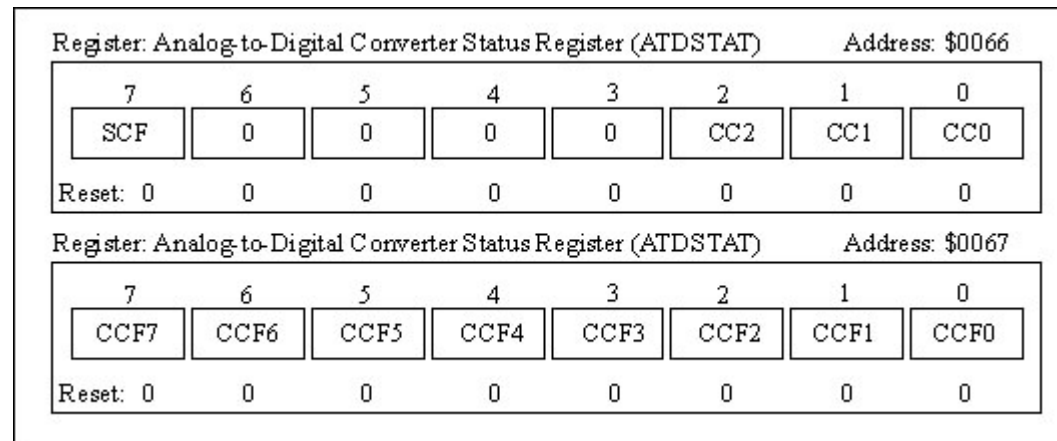 Register: Analog-to-Digital Converter Status Register (ATDSTAT) Address: $0066
7 6 5 4 3 2 1 0
SCF 0 0 0 0 CC2 CC1 CC0
Reset: 0 0 0 0 0 0 0 0
Register: Analog-to-Digital Converter Status Register (ATDSTAT) Address: $0067
7 6 5 4 3 2 1 0
CCF7 CCF6 CCF5 CCF4 CCF3 CCF2 CCF1 CCF0
Reset: 0 0 0 0 0 0 0 0